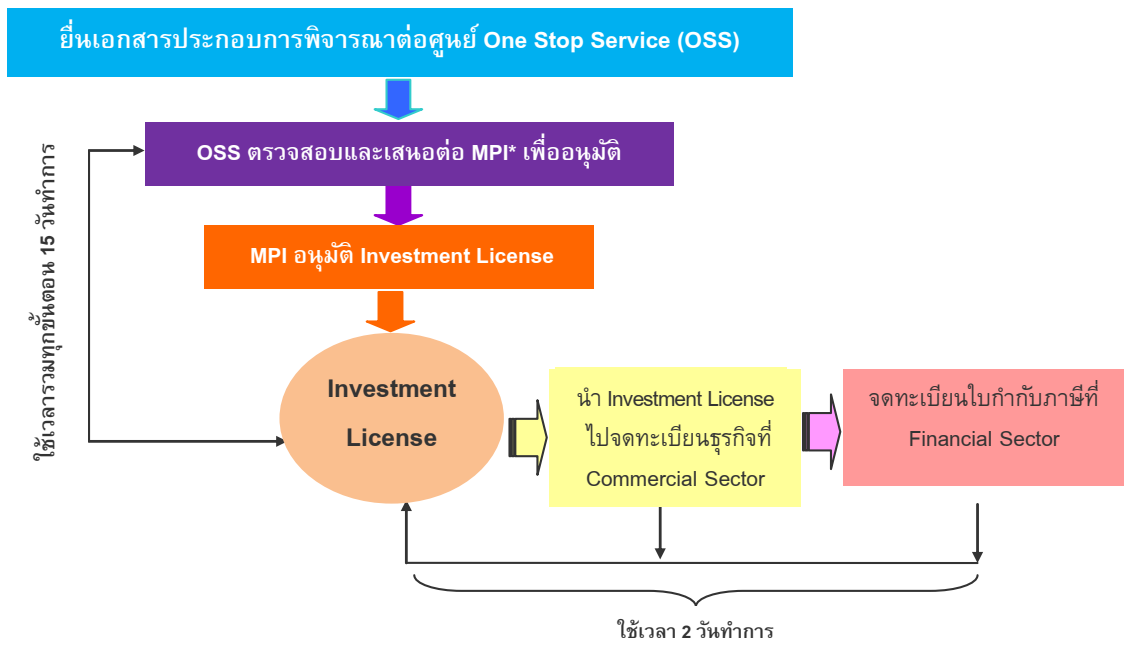 ยื่นเอกสารประกอบการพิจารณาต่อศูนย์ One Stop Service (OSS)
OSS ตรวจสอบและเสนอต่อ MPI* เพื่ออนุมัติ
MPI อนุมัติ Investment License
ใช้เวลารวมทุกขั้นตอน 15 วันทำการ
Investment
License
นำ Investment License
ไปจดทะเบียนธุรกิจที่
Commercial Sector
จดทะเบียนใบกำกับภาษีที่
Financial Sector
ใช้เวลา 2 วันทำการ